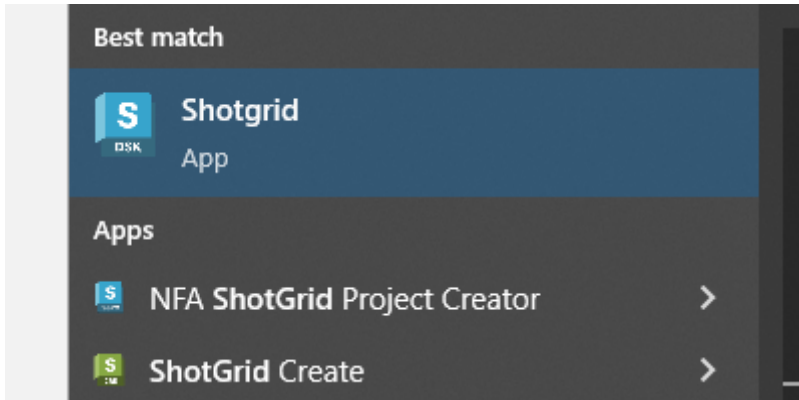 Best match
S
DSK
Shotgrid
App
Apps
S
NFA ShotGrid Project Creator
S
ShotGrid Create